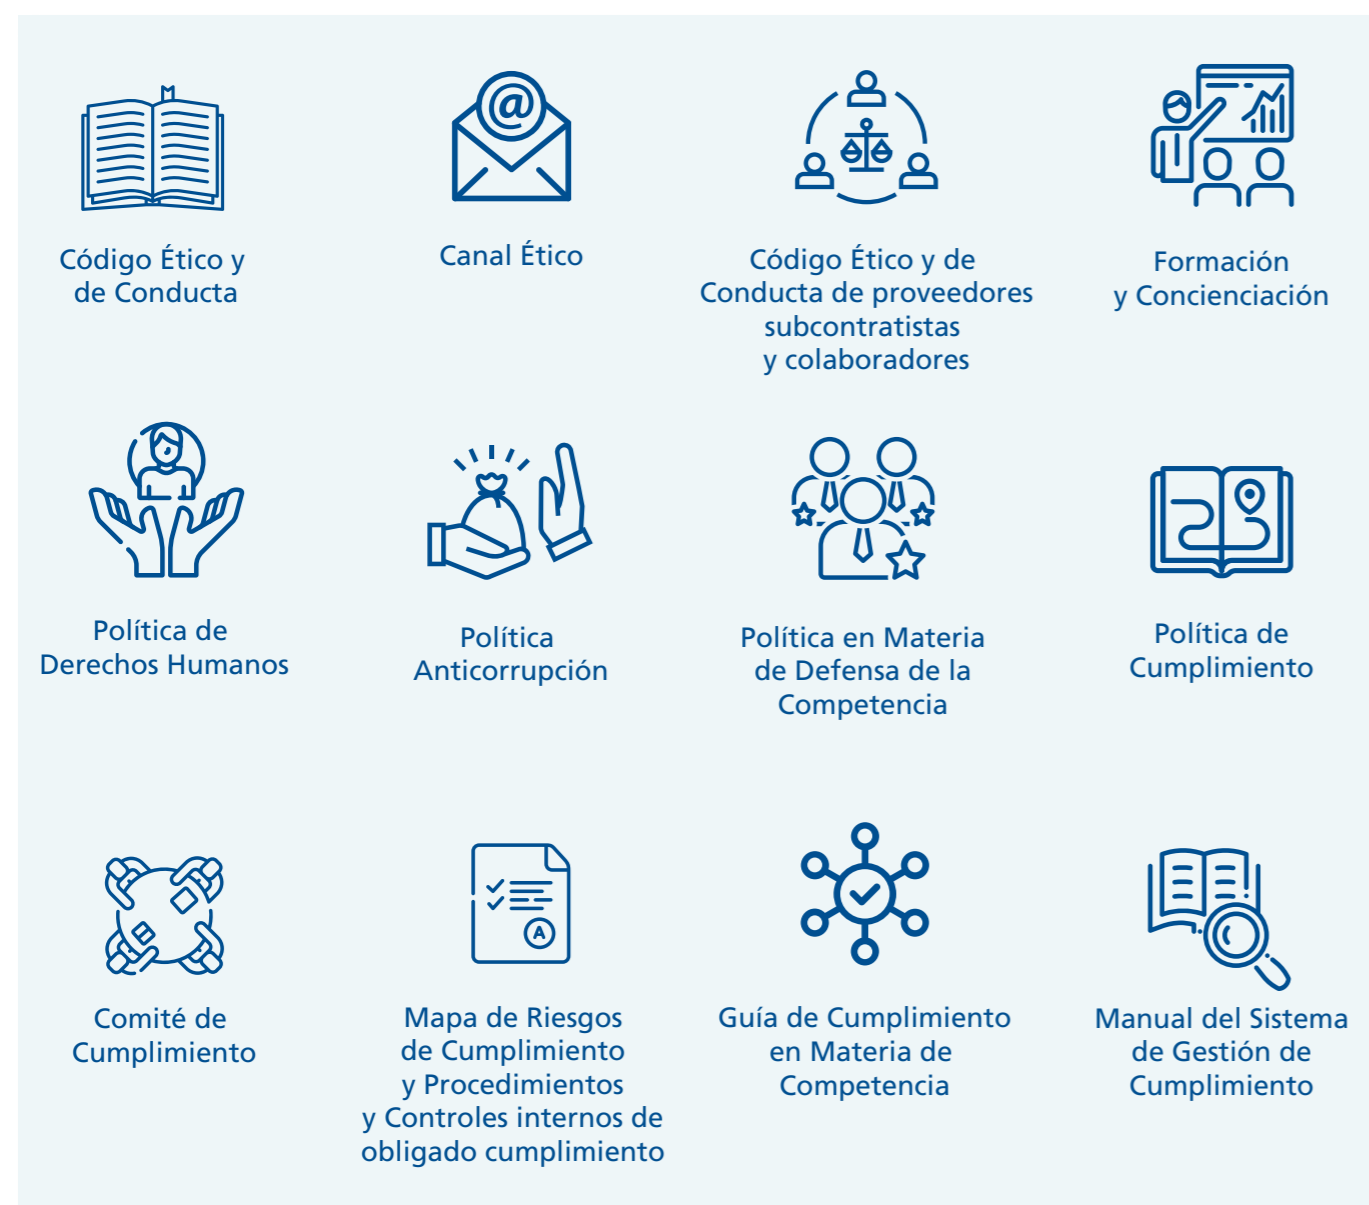 @
Código Ético y
de Conducta
Canal Ético
Código Ético y de
Conducta de proveedores
subcontratistas
y colaboradores
Formación
y Concienciación
Política de
Derechos Humanos
Política
Anticorrupción
Política en Materia
de Defensa de la
Competencia
Política de
Cumplimiento
A
Comité de
Cumplimiento
Mapa de Riesgos
de Cumplimiento
y Procedimientos
y Controles internos de
obligado cumplimiento
Guía de Cumplimiento
en Materia de
Competencia
Manual del Sistema
de Gestión de
Cumplimiento